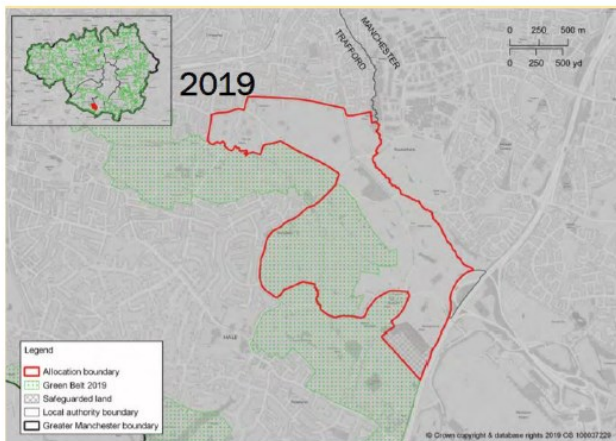 2019
MANCHESTER
TRAFFORD
0 250 500 m
0 250 500 yd
HALE
Legend
Allocation boundary
Green Belt 2019
Safeguarded land
Local authority boundary
Greater Manchester boundary
© Crown copyright & database rights 2019 OS 100037229